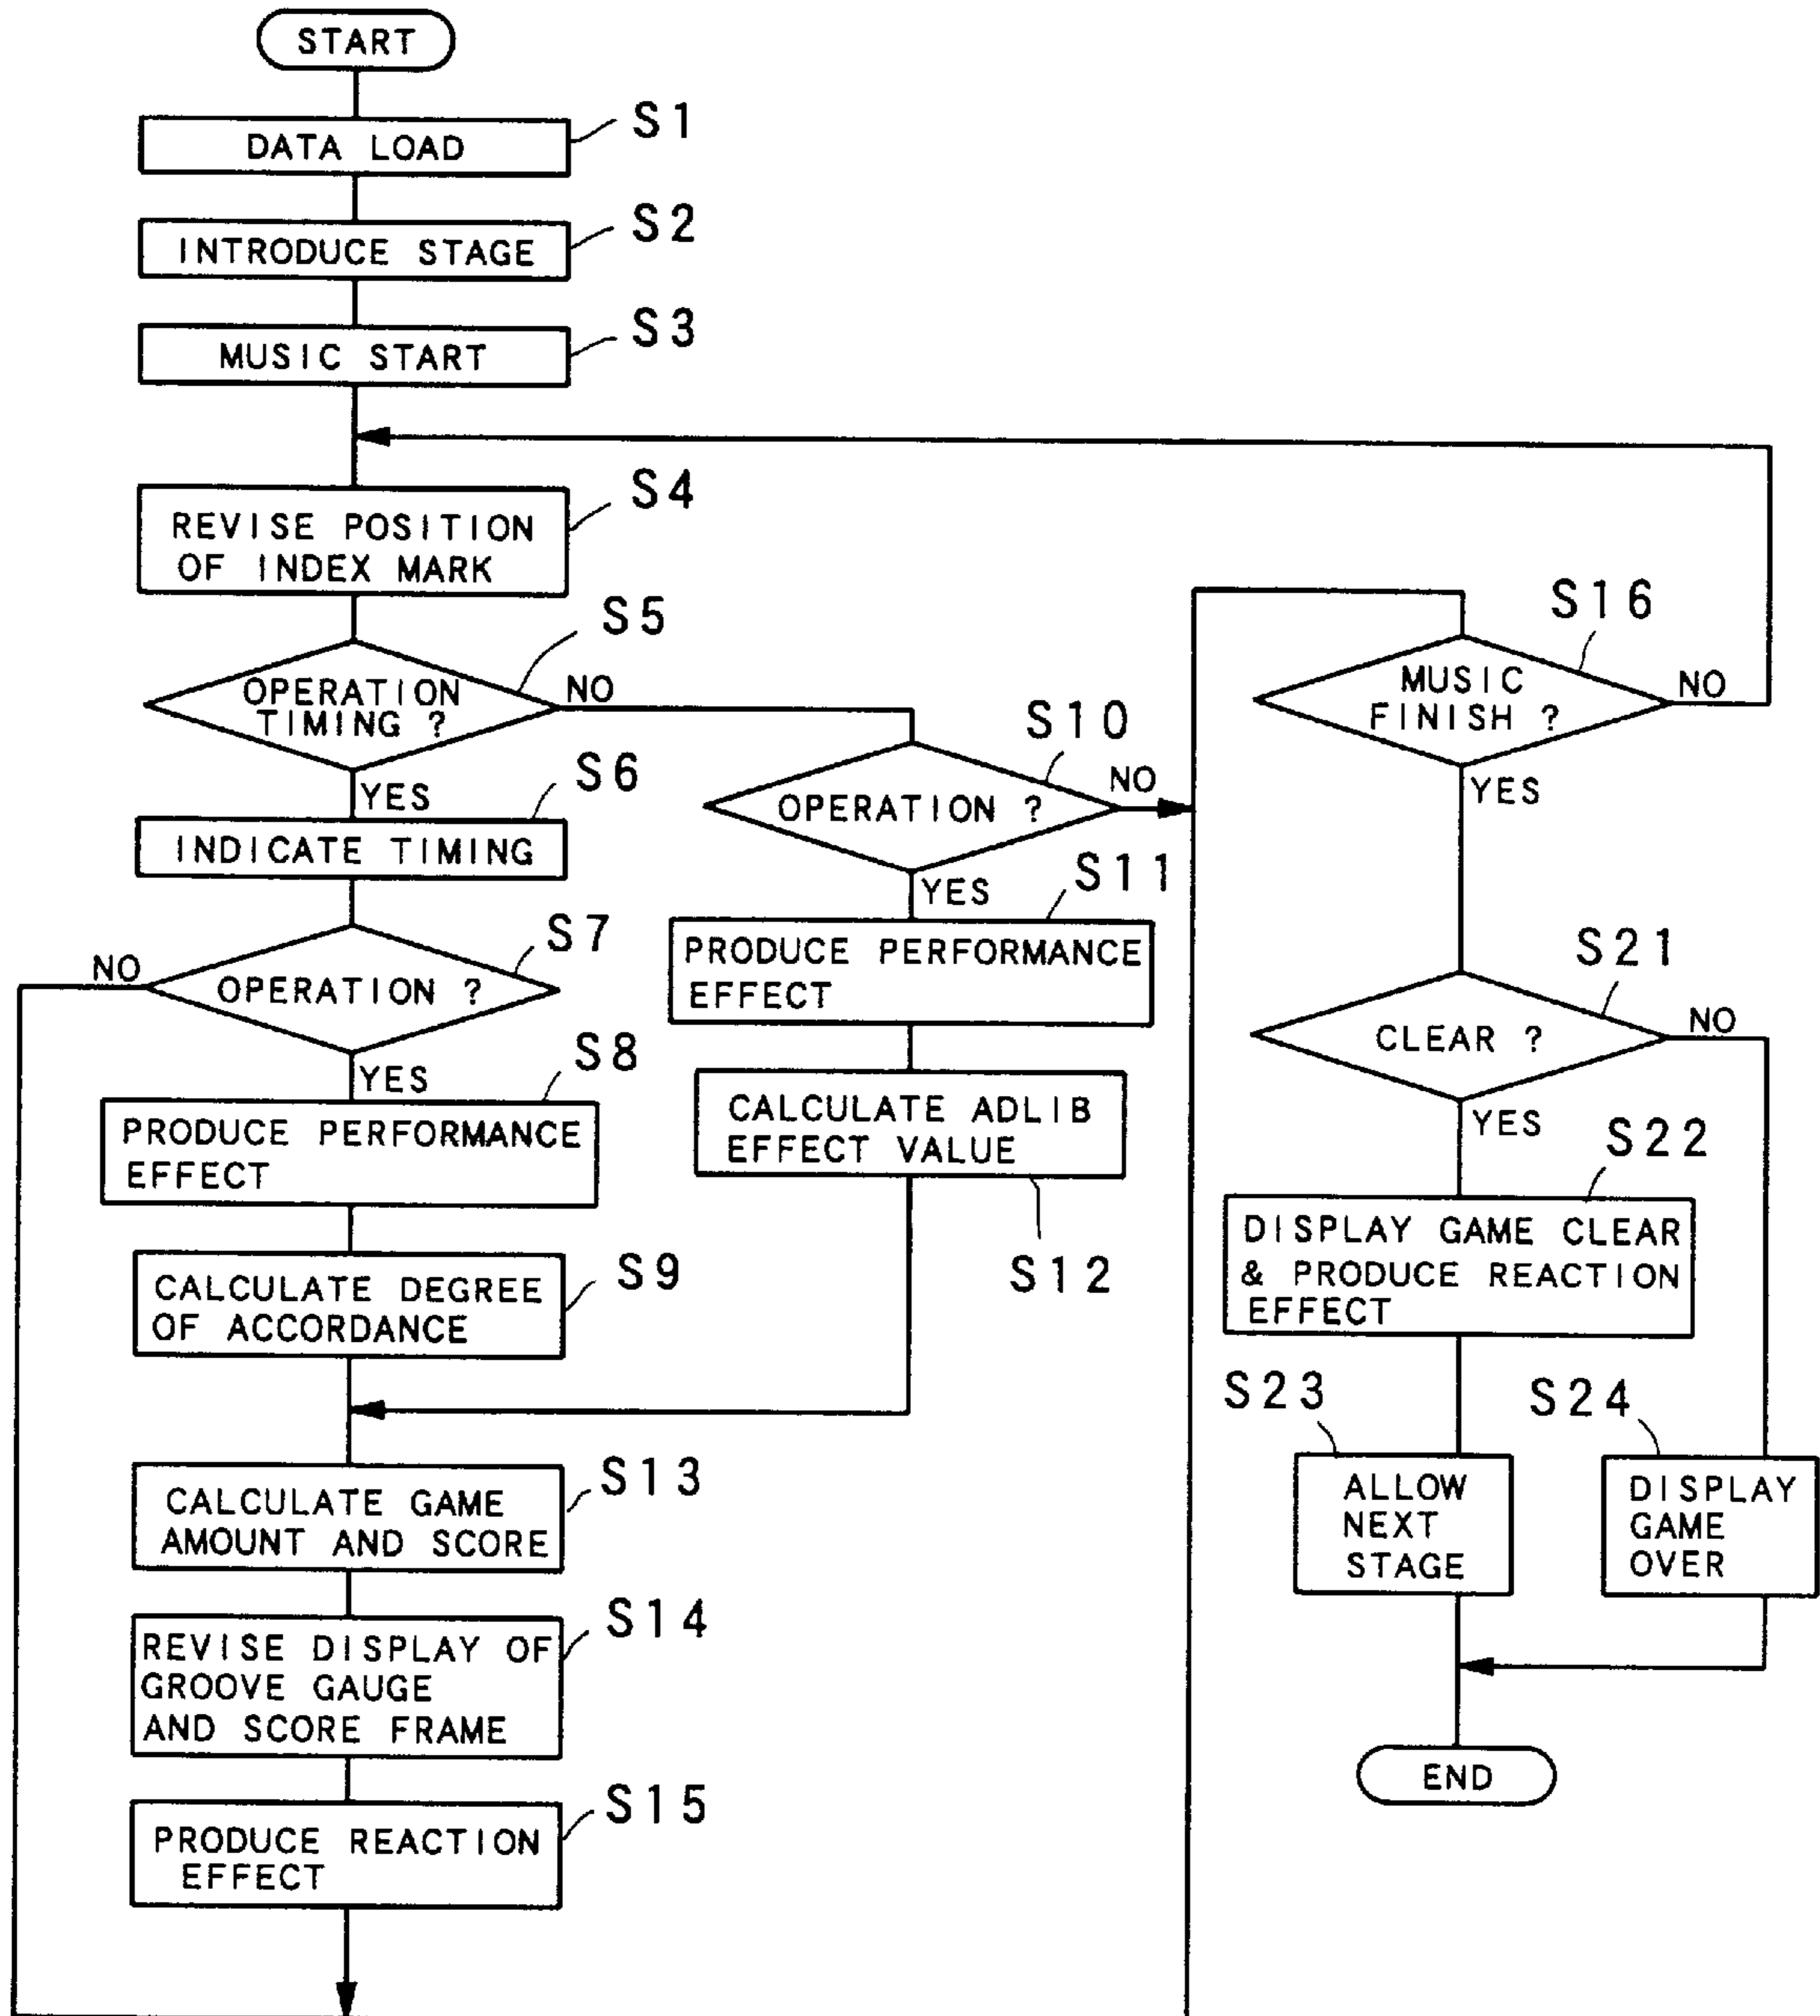 START
S1
DATA LOAD
S2
INTRODUCE STAGE
S3
MUSIC START
S4
REVISE POSITION
OF INDEX MARK
S5
OPERATION
TIMING ?
NO
YES
S6
INDICATE TIMING
S7
NO
OPERATION ?
YES
S8
PRODUCE PERFORMANCE
EFFECT
S9
CALCULATE DEGREE
OF ACCORDANCE
S10
OPERATION ?
NO
YES
S11
PRODUCE PERFORMANCE
EFFECT
CALCULATE ADLIB
EFFECT VALUE
S12
S13
CALCULATE GAME
AMOUNT AND SCORE
S14
REVISE DISPLAY OF
GROOVE GAUGE
AND SCORE FRAME
S15
PRODUCE REACTION
EFFECT
S16
MUSIC
FINISH ?
NO
YES
S21
CLEAR ?
NO
YES
S22
DISPLAY GAME CLEAR
& PRODUCE REACTION
EFFECT
S23
ALLOW
NEXT
STAGE
S24
DISPLAY
GAME
OVER
END